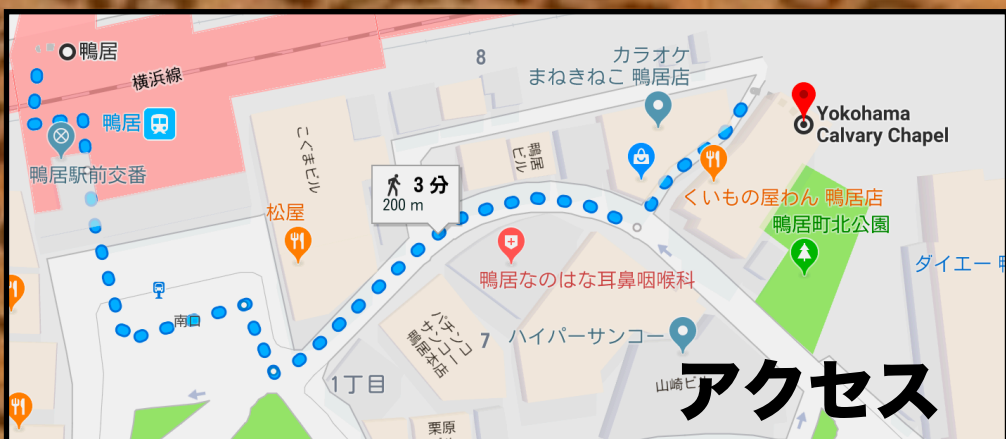 鴨居
横浜線
鴨居
鴨居駅前交番
8
カラオケ
まねきねこ 鴨居店
Yokohama
Calvary Chapel
こぐまビル
鴨居
ビル
3 分
200 m
松屋
くいもの屋わん 鴨居店
鴨居町北公園
鴨居なのはな耳鼻咽喉科
ダイエー 鴨
南口
パチンコ
サンコー
鴨居本店
7
ハイパーサンコー
1丁目
山崎ビ
アクセス
栗原